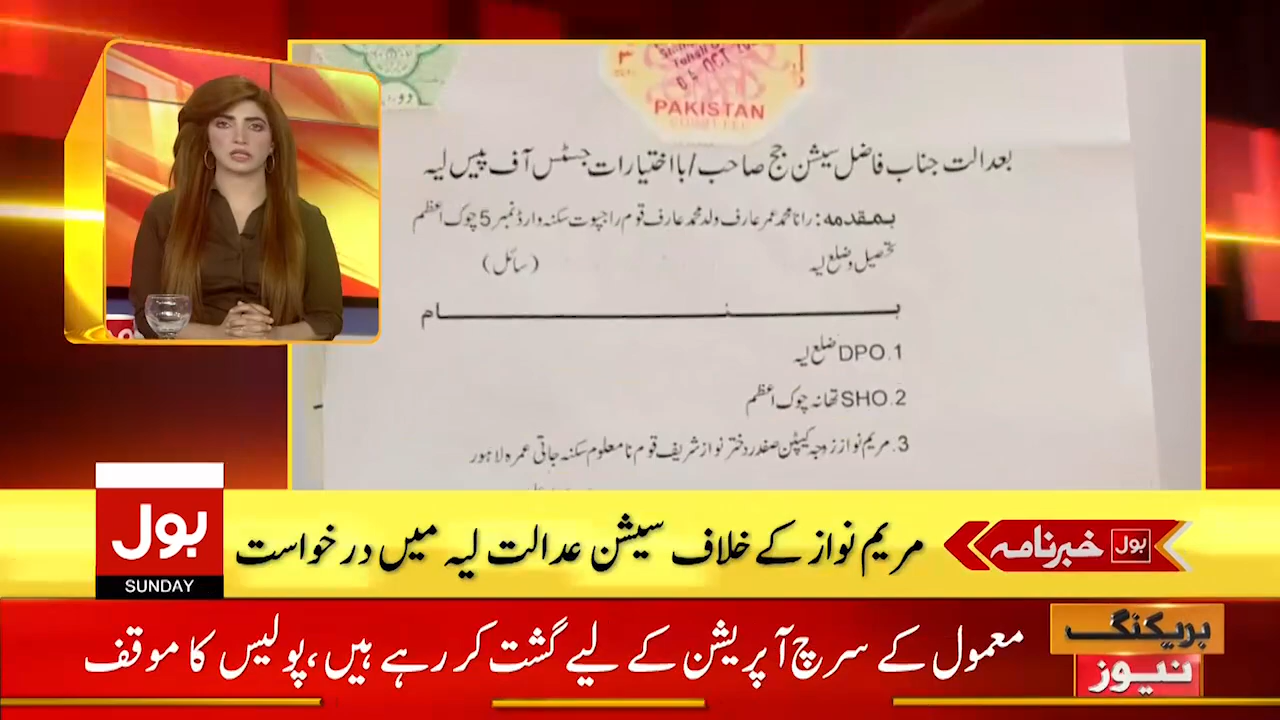 PAKISTAN
بعدالت جناب فاضل سیشن جج صاحب/بااختیارات جسٹس آف پیس لیہ
بمقدمہ: رانا محمد عمر عارف ولد محمد عارف قوم راجپوت سکنہ وارڈ نمبر 5 چوک اعظم
تحصیل و ضلع لیہ (سائل)
بنام
1. DPO ضلع لیہ
2. SHO تھانہ چوک اعظم
3. مریم نواز زوجہ کیپٹن صفدر دختر نواز شریف قوم نامعلوم سکنہ جاتی عمرہ لاہور
بول خبرنامہ
مریم نواز کے خلاف سیشن عدالت لیہ میں درخواست
بول
SUNDAY
بریکنگ نیوز
معمول کے سرچ آپریشن کے لیے گشت کر رہے ہیں، پولیس کا موقف